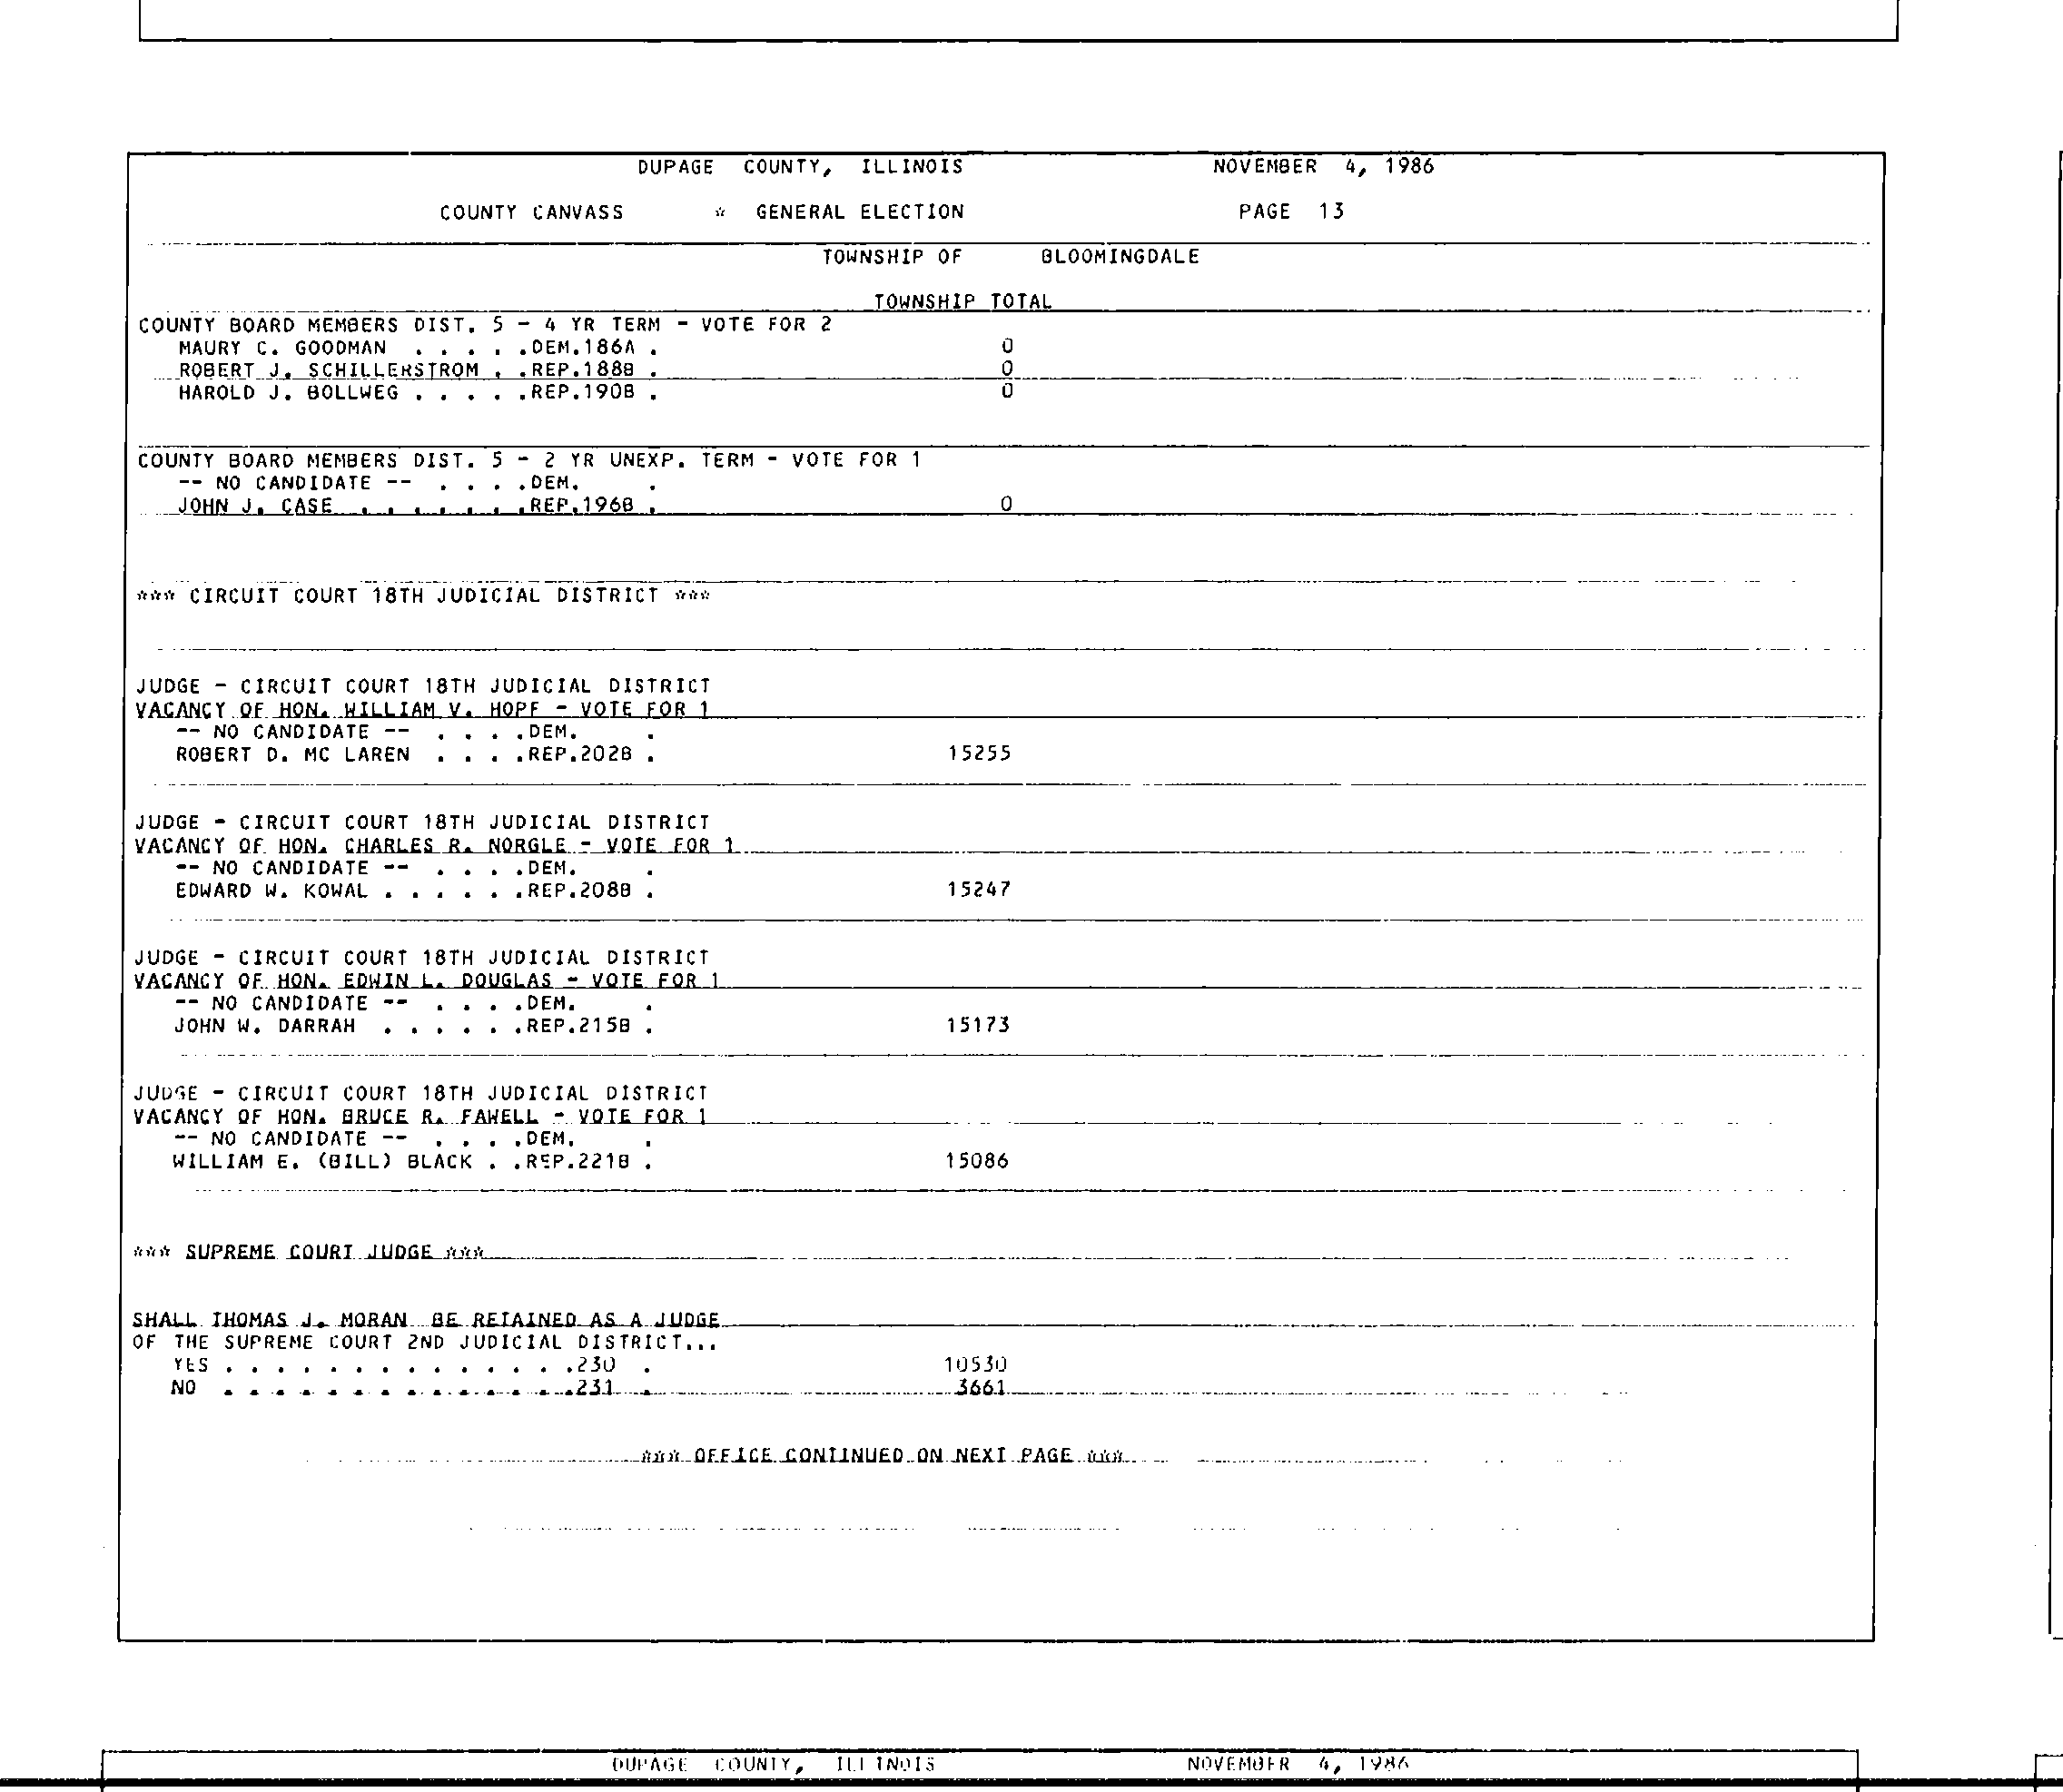 DUPAGE COUNTY, ILLINOIS NOVEMBER 4, 1986
COUNTY CANVASS * GENERAL ELECTION PAGE 13
TOWNSHIP OF BLOOMINGDALE
TOWNSHIP TOTAL
COUNTY BOARD MEMBERS DIST. 5 - 4 YR TERM - VOTE FOR 2
MAURY C. GOODMAN . . . . .DEM.186A . 0
ROBERT J. SCHILLERSTROM . .REP.188B . 0
HAROLD J. BOLLWEG . . . . .REP.190B . 0
COUNTY BOARD MEMBERS DIST. 5 - 2 YR UNEXP. TERM - VOTE FOR 1
-- NO CANDIDATE -- . . . .DEM. .
JOHN J. CASE . . . . . . .REP.196B . 0
*** CIRCUIT COURT 18TH JUDICIAL DISTRICT ***
JUDGE - CIRCUIT COURT 18TH JUDICIAL DISTRICT
VACANCY OF HON. WILLIAM V. HOPF - VOTE FOR 1
-- NO CANDIDATE -- . . . .DEM. .
ROBERT D. MC LAREN . . . .REP.202B . 15255
JUDGE - CIRCUIT COURT 18TH JUDICIAL DISTRICT
VACANCY OF HON. CHARLES R. NORGLE - VOTE FOR 1
-- NO CANDIDATE -- . . . .DEM. .
EDWARD W. KOWAL . . . . . .REP.208B . 15247
JUDGE - CIRCUIT COURT 18TH JUDICIAL DISTRICT
VACANCY OF HON. EDWIN L. DOUGLAS - VOTE FOR 1
-- NO CANDIDATE -- . . . .DEM. .
JOHN W. DARRAH . . . . . .REP.215B . 15173
JUDGE - CIRCUIT COURT 18TH JUDICIAL DISTRICT
VACANCY OF HON. BRUCE R. FAWELL - VOTE FOR 1
-- NO CANDIDATE -- . . . .DEM. .
WILLIAM E. (BILL) BLACK . .REP.221B . 15086
*** SUPREME COURT JUDGE ***
SHALL THOMAS J. MORAN BE RETAINED AS A JUDGE
OF THE SUPREME COURT 2ND JUDICIAL DISTRICT...
YES . . . . . . . . . . . . . .230 . 10530
NO . . . . . . . . . . . . . .231 . 3661
*** OFFICE CONTINUED ON NEXT PAGE ***
DUPAGE COUNTY, ILLINOIS NOVEMBER 4, 1986